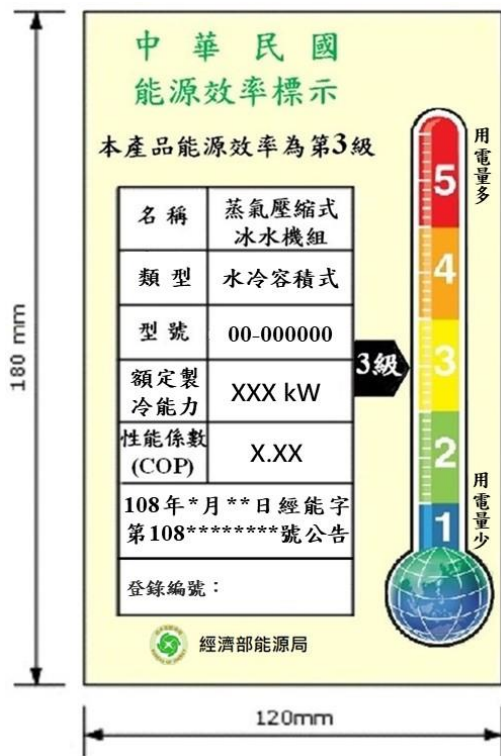 中華民國
能源效率標示
本產品能源效率為第3級
名稱
蒸氣壓縮式
冰水機組
類型
水冷容積式
型號
00-000000
額定製
冷能力
XXX kW
性能係數
(COP)
X.XX
108年*月**日經能字
第108********號公告
登錄編號：
經濟部能源局
3級
用電量多
5
4
3
2
1
用電量少
180 mm
120mm